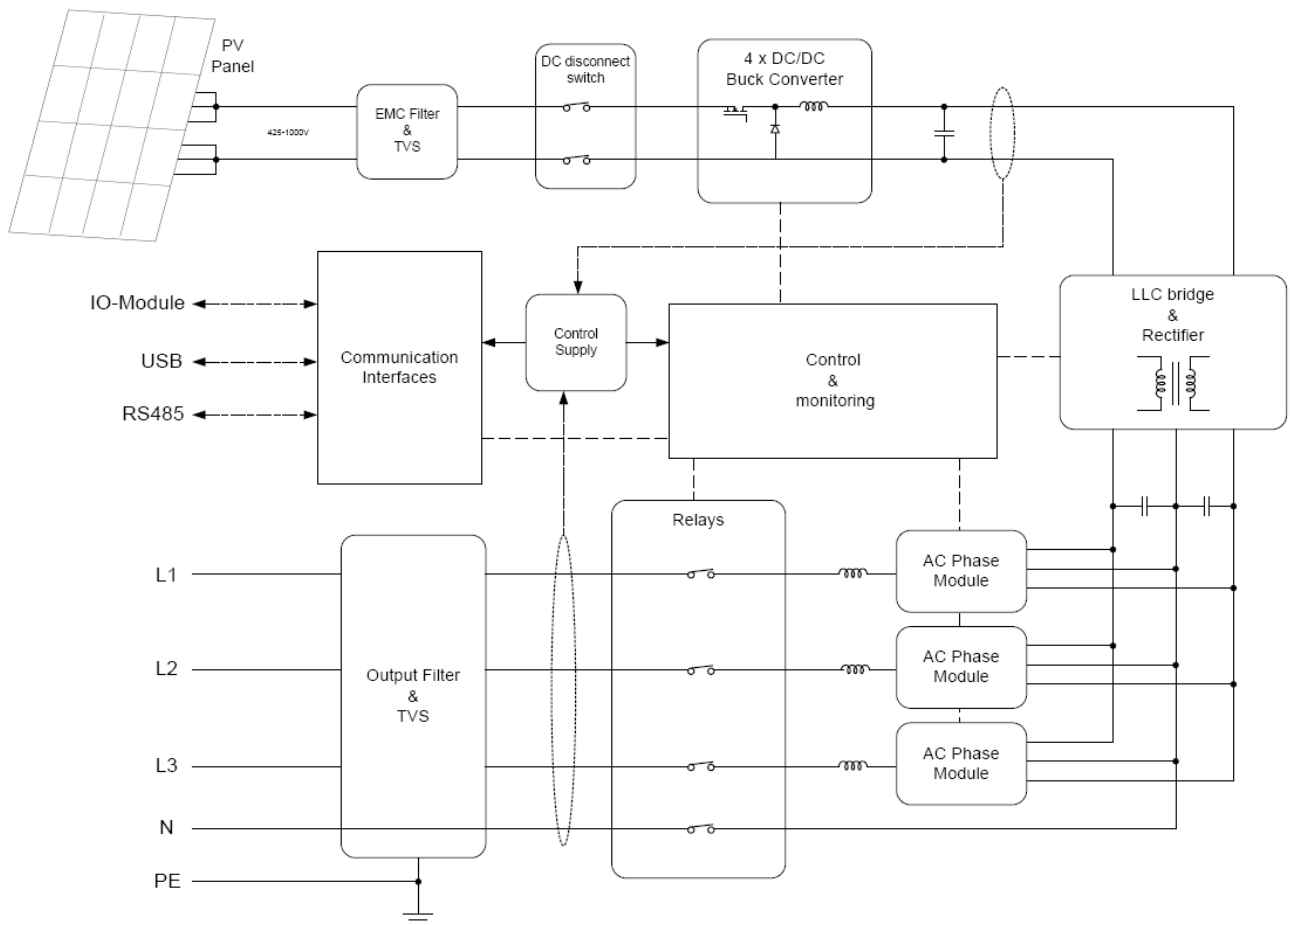 PV
Panel
425-1000V
EMC Filter
&
TVS
DC disconnect
switch
4 x DC/DC
Buck Converter
IO-Module
USB
RS485
Communication
Interfaces
Control
Supply
Control
&
monitoring
LLC bridge
&
Rectifier
Relays
L1
L2
L3
N
PE
Output Filter
&
TVS
AC Phase
Module
AC Phase
Module
AC Phase
Module